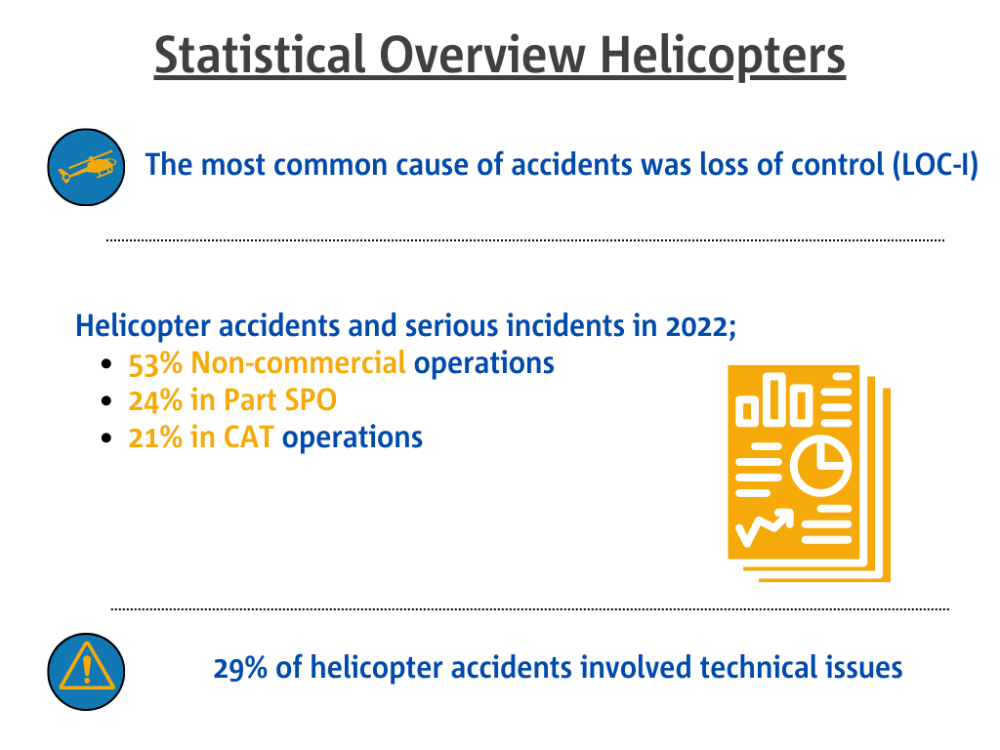 Statistical Overview Helicopters
The most common cause of accidents was loss of control (LOC-I)
Helicopter accidents and serious incidents in 2022;
• 53% Non-commercial operations
• 24% in Part SPO
• 21% in CAT operations
29% of helicopter accidents involved technical issues